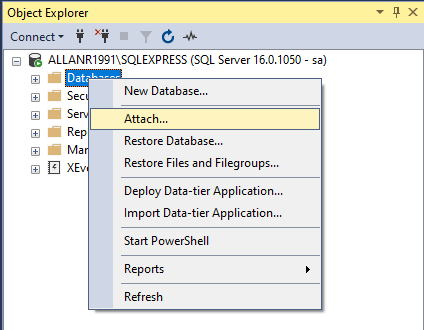 Object Explorer
Connect
ALLANR1991\SQLEXPRESS (SQL Server 16.0.1050 - sa)
Databases
Secu
Serve
Rep
Man
XEve
New Database...
Attach...
Restore Database...
Restore Files and Filegroups...
Deploy Data-tier Application...
Import Data-tier Application...
Start PowerShell
Reports
Refresh